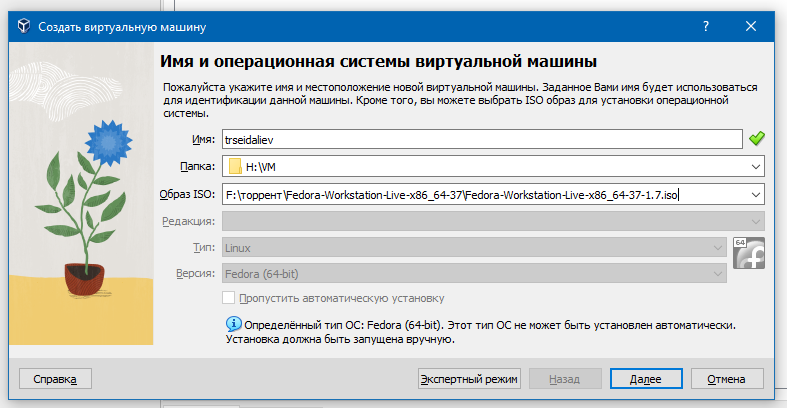 Создать виртуальную машину
Имя и операционная системы виртуальной машины
Пожалуйста укажите имя и местоположение новой виртуальной машины. Заданное Вами имя будет использоваться
для идентификации данной машины. Кроме того, вы можете выбрать ISO образ для установки операционной
системы.
Имя: trseidaliev
Папка: H:\VM
Образ ISO: F:\торрент\Fedora-Workstation-Live-x86_64-37\Fedora-Workstation-Live-x86_64-37-1.7.iso
Редакция:
Тип: Linux
64
Версия: Fedora (64-bit)
Пропустить автоматическую установку
Определённый тип ОС: Fedora (64-bit). Этот тип ОС не может быть установлен автоматически.
Установка должна быть запущена вручную.
Справка Экспертный режим Назад Далее Отмена